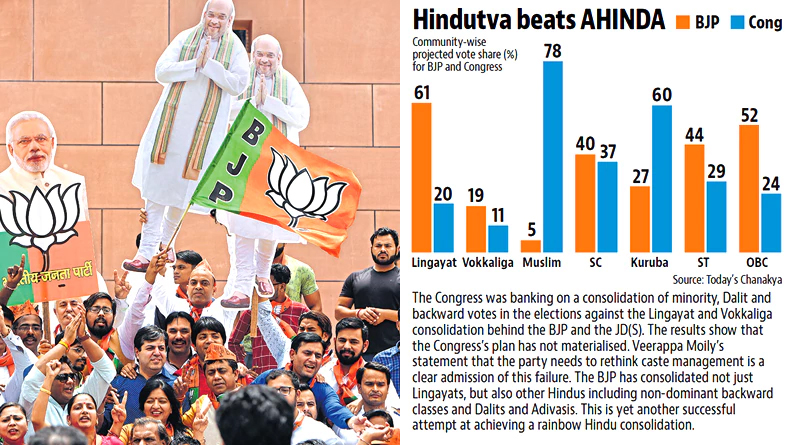 BJP
भारतीय जनता पार्टी
Hindutva beats AHINDA
BJP
Cong
Community-wise
projected vote share (%)
for BJP and Congress
61
20
19
11
5
78
40
37
27
60
44
29
52
24
Lingayat
Vokkaliga
Muslim
SC
Kuruba
ST
OBC
Source: Today's Chanakya
The Congress was banking on a consolidation of minority, Dalit and
backward votes in the elections against the Lingayat and Vokkaliga
consolidation behind the BJP and the JD(S). The results show that
the Congress's plan has not materialised. Veerappa Moily's
statement that the party needs to rethink caste management is a
clear admission of this failure. The BJP has consolidated not just
Lingayats, but also other Hindus including non-dominant backward
classes and Dalits and Adivasis. This is yet another successful
attempt at achieving a rainbow Hindu consolidation.